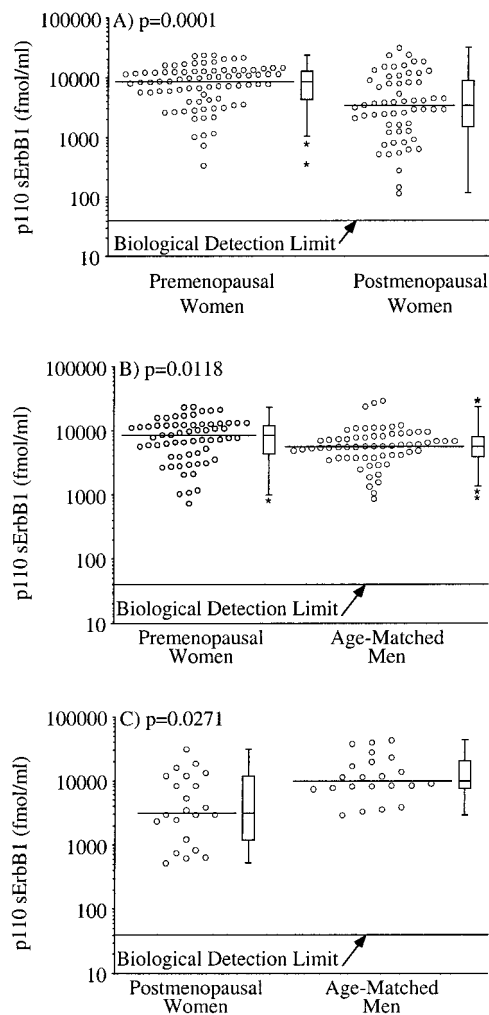 A) p=0.0001
p110 sErbB1 (fmol/ml)
100000
10000
1000
100
10
Biological Detection Limit
Premenopausal
Women
Postmenopausal
Women
B) p=0.0118
p110 sErbB1 (fmol/ml)
100000
10000
1000
100
10
Biological Detection Limit
Premenopausal
Women
Age-Matched
Men
C) p=0.0271
p110 sErbB1 (fmol/ml)
100000
10000
1000
100
10
Biological Detection Limit
Postmenopausal
Women
Age-Matched
Men